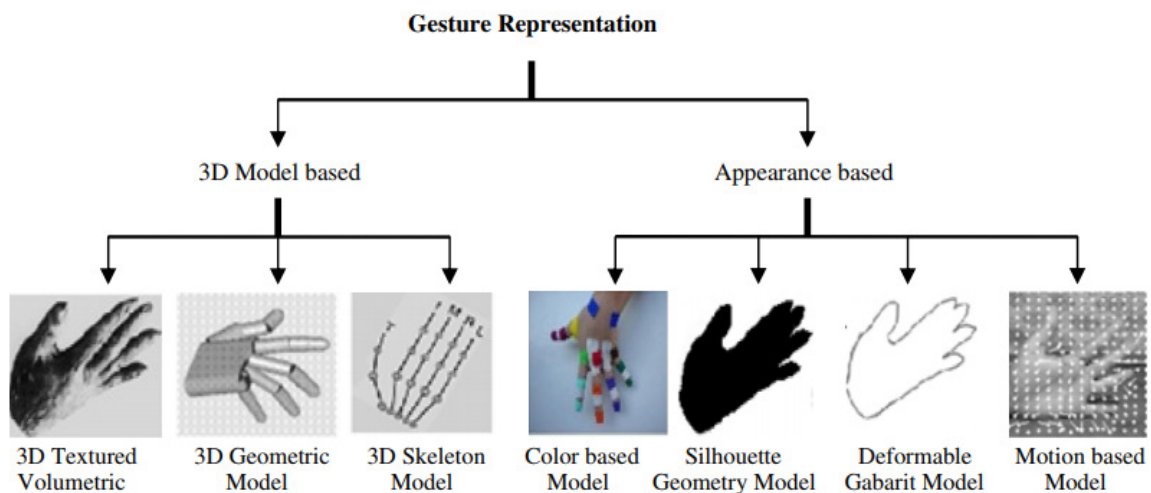 Gesture Representation
3D Model based
Appearance based
3D Textured
Volumetric
3D Geometric
Model
3D Skeleton
Model
Color based
Model
Silhouette
Geometry Model
Deformable
Gabarit Model
Motion based
Model